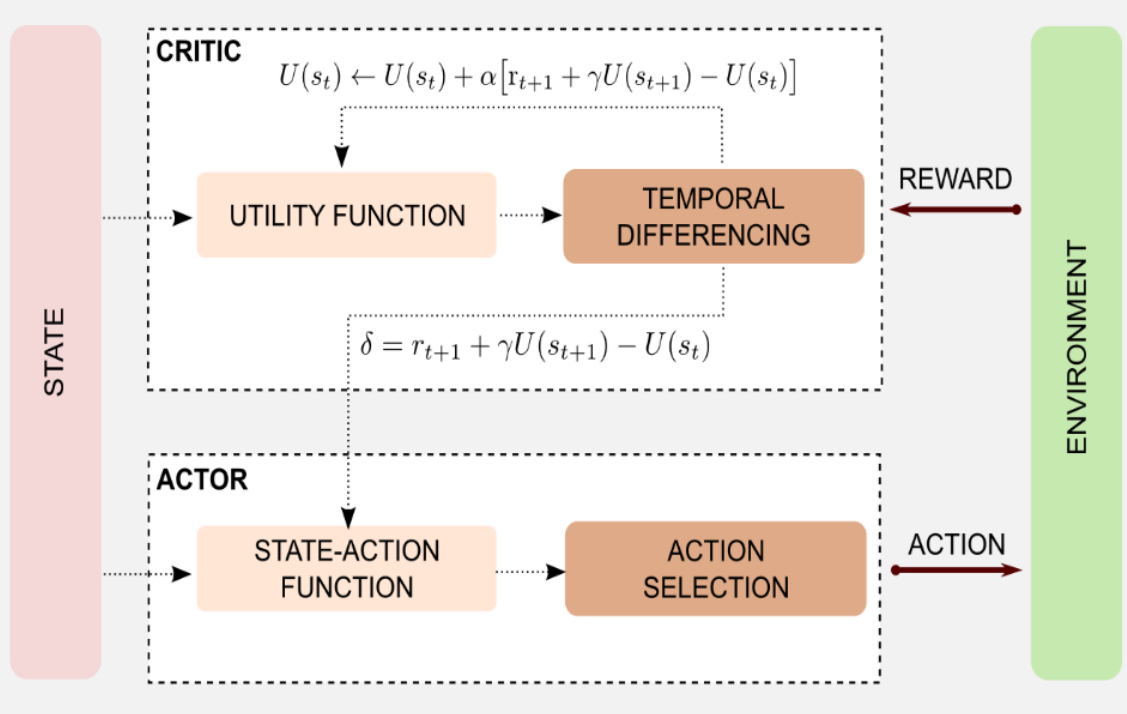 CRITIC
U(s_t) ← U(s_t) + α[r_{t+1} + γU(s_{t+1}) − U(s_t)]
UTILITY FUNCTION
TEMPORAL
DIFFERENCING
REWARD
δ = r_{t+1} + γU(s_{t+1}) − U(s_t)
STATE
ENVIRONMENT
ACTOR
STATE-ACTION
FUNCTION
ACTION
SELECTION
ACTION